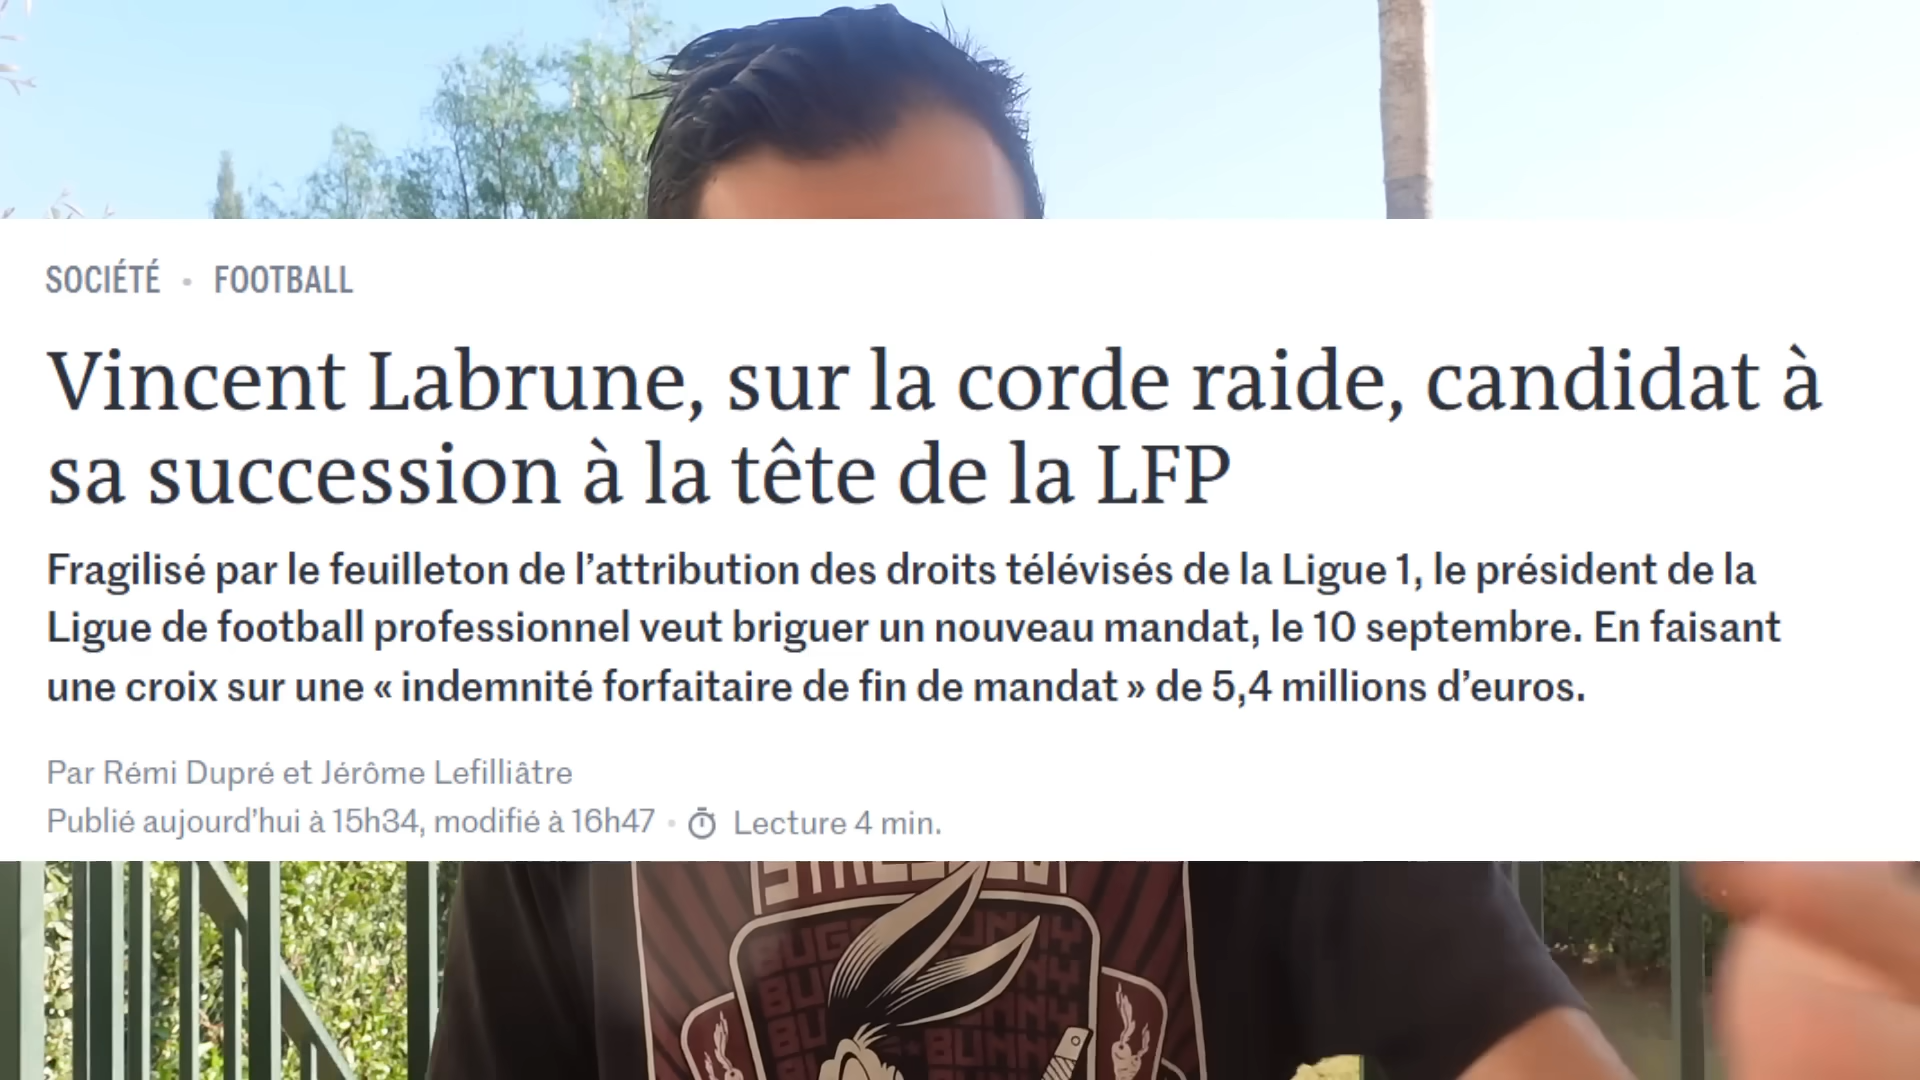 SOCIÉTÉ • FOOTBALL
Vincent Labrune, sur la corde raide, candidat à
sa succession à la tête de la LFP
Fragilisé par le feuilleton de l’attribution des droits télévisés de la Ligue 1, le président de la
Ligue de football professionnel veut briguer un nouveau mandat, le 10 septembre. En faisant
une croix sur une « indemnité forfaitaire de fin de mandat » de 5,4 millions d’euros.
Par Rémi Dupré et Jérôme Lefilliâtre
Publié aujourd’hui à 15h34, modifié à 16h47 • Lecture 4 min.
BUNNY